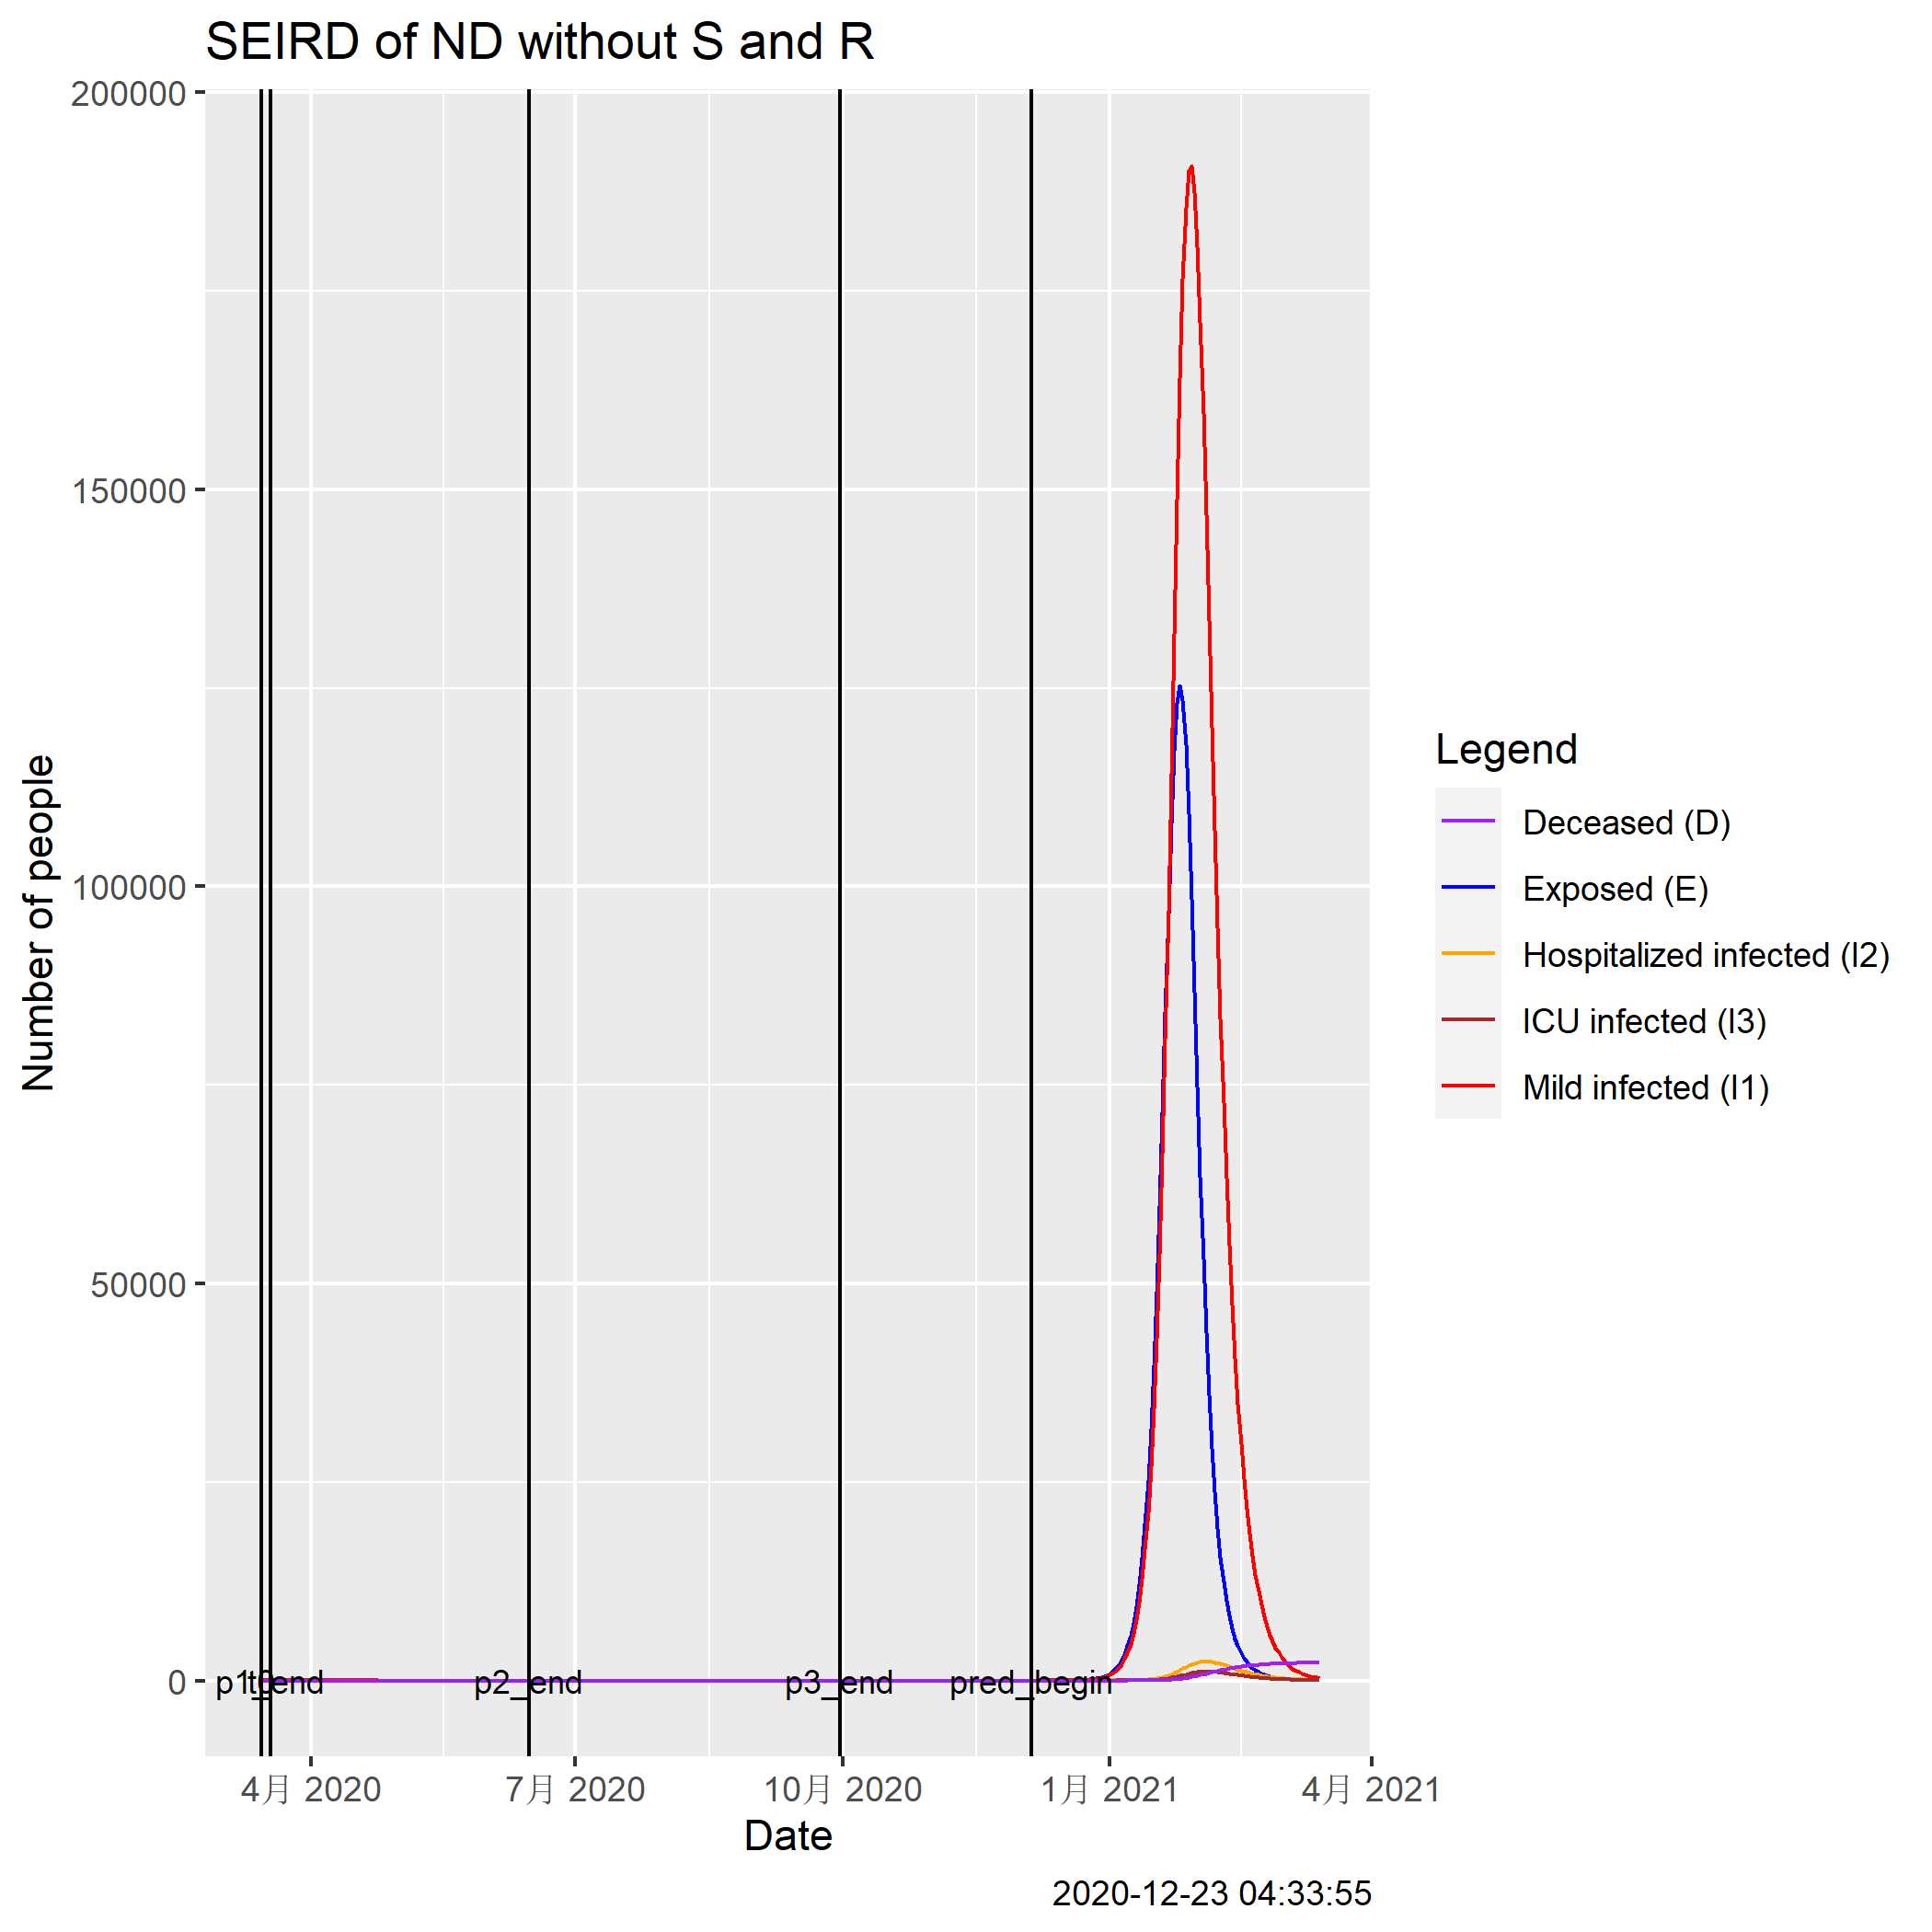 SEIRD of ND without S and R
200000
150000
100000
50000
0
Number of people
p1_end
t0
p2_end
p3_end
pred_begin
4月 2020
7月 2020
10月 2020
1月 2021
4月 2021
Date
Legend
Deceased (D)
Exposed (E)
Hospitalized infected (I2)
ICU infected (I3)
Mild infected (I1)
2020-12-23 04:33:55